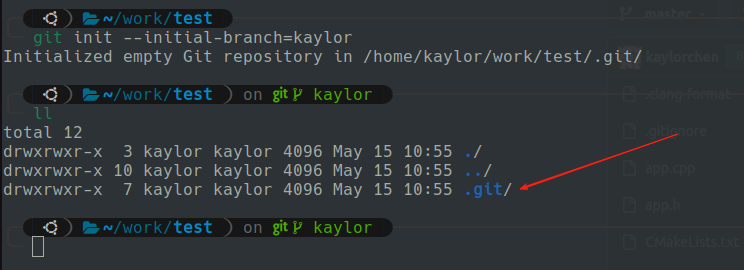 ~/work/test
git init --initial-branch=kaylor
Initialized empty Git repository in /home/kaylor/work/test/.git/
~/work/test ) on git kaylor
ll
total 12
drwxrwxr-x  3 kaylor kaylor 4096 May 15 10:55 ./
drwxrwxr-x 10 kaylor kaylor 4096 May 15 10:55 ../
drwxrwxr-x  7 kaylor kaylor 4096 May 15 10:55 .git/
~/work/test ) on git kaylor
master
kaylorchen
.clang-format
.gitignore
app.cpp
app.h
CMakeLists.txt